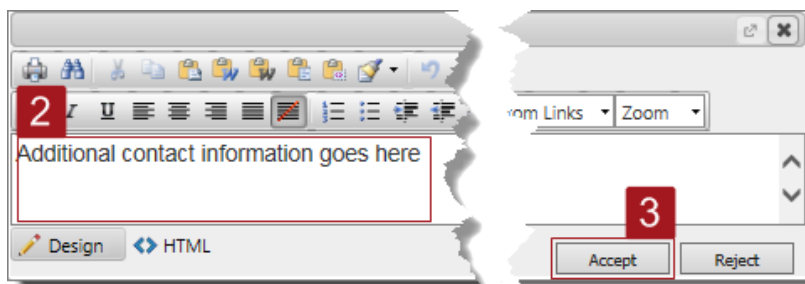 2
U
om Links Zoom
Additional contact information goes here
3
Design HTML
Accept Reject